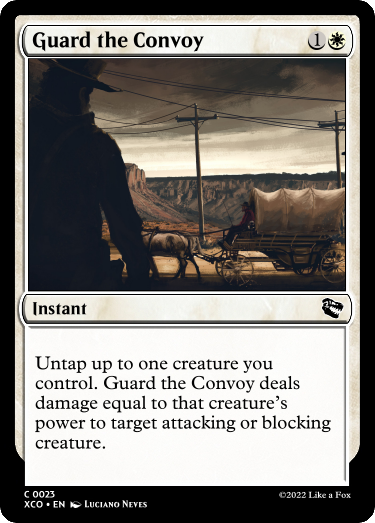 Guard the Convoy 1
Instant
Untap up to one creature you
control. Guard the Convoy deals
damage equal to that creature’s
power to target attacking or blocking
creature.
C 0023
XCO • EN Luciano Neves
©2022 Like a Fox